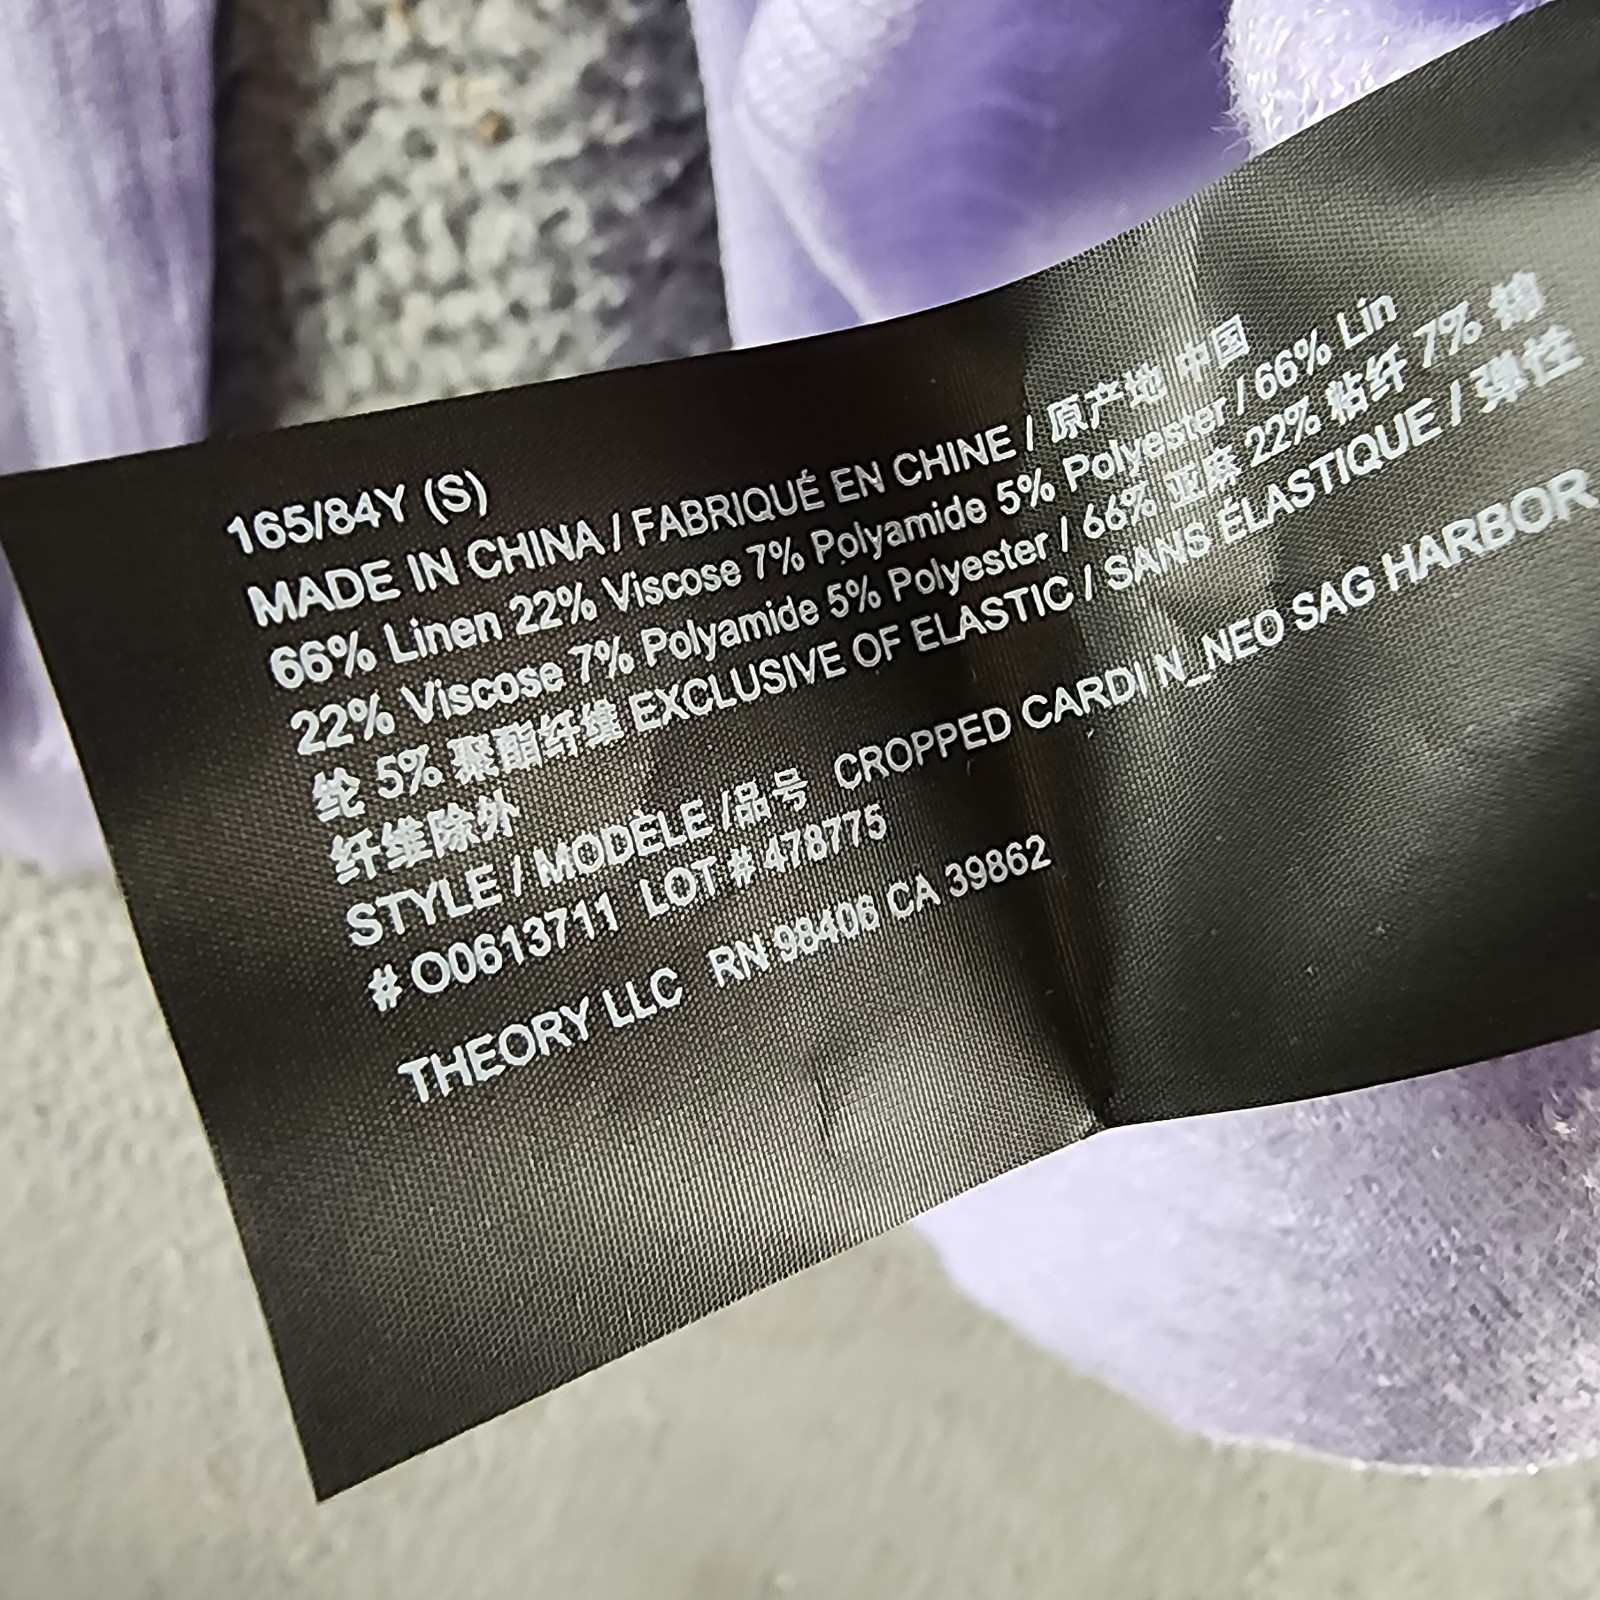 165/84Y (S)
MADE IN CHINA / FABRIQUÉ EN CHINE / 原产地 中国
66% Linen 22% Viscose 7% Polyamide 5% Polyester / 66% Lin
22% Viscose 7% Polyamide 5% Polyester / 66% 亚麻 22% 粘纤 7% 锦
纶 5% 聚酯纤维 EXCLUSIVE OF ELASTIC / SANS ÉLASTIQUE / 弹性
纤维除外
STYLE / MODÈLE /品号 CROPPED CARDI N_NEO SAG HARBOR
# O0613711 LOT # 478775
THEORY LLC RN 98406 CA 39862